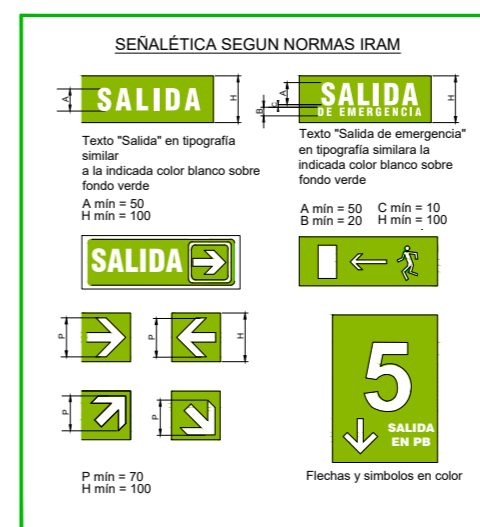 SEÑALÉTICA SEGUN NORMAS IRAM
A
SALIDA
H
A
C
B
SALIDA
DE EMERGENCIA
H
Texto "Salida" en tipografía
similar
a la indicada color blanco sobre
fondo verde
A mín = 50
H mín = 100
Texto "Salida de emergencia"
en tipografía similara la
indicada color blanco sobre
fondo verde
A mín = 50 C mín = 10
B mín = 20 H mín = 100
SALIDA
P
P
H
P
P
P mín = 70
H mín = 100
5
SALIDA
EN PB
Flechas y simbolos en color